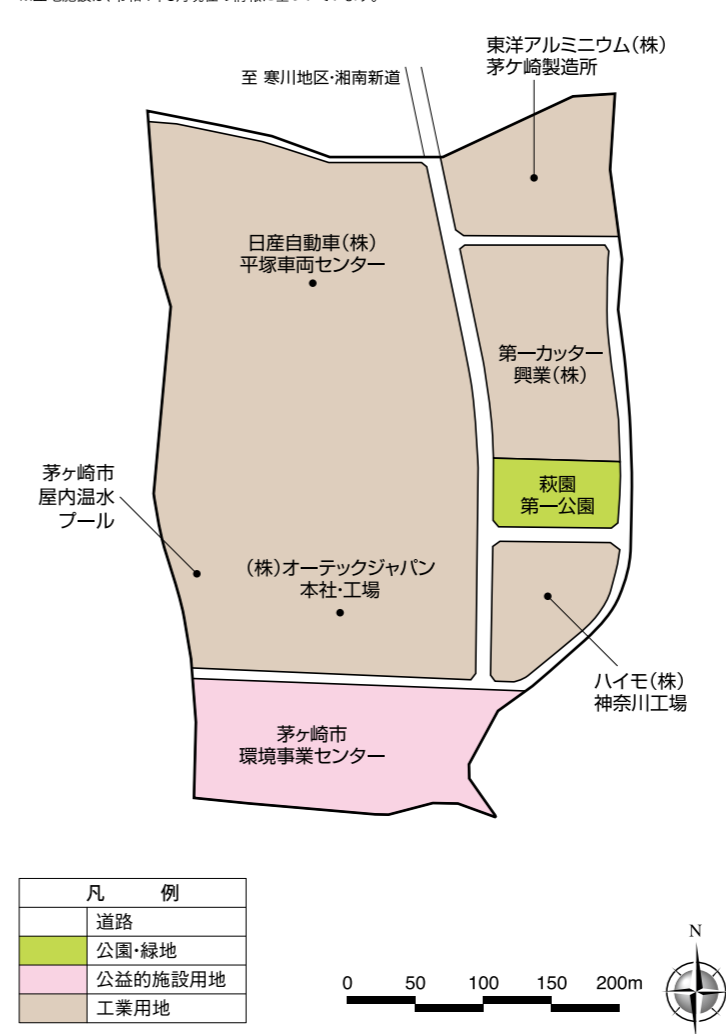 東洋アルミニウム(株)
茅ケ崎製造所
至 寒川地区・湘南新道
日産自動車(株)
平塚車両センター
第一カッター
興業(株)
茅ヶ崎市
屋内温水
プール
萩園
第一公園
(株)オーテックジャパン
本社・工場
ハイモ(株)
神奈川工場
茅ヶ崎市
環境事業センター
凡 例
道路
公園・緑地
公益的施設用地
工業用地
0 50 100 150 200m
N